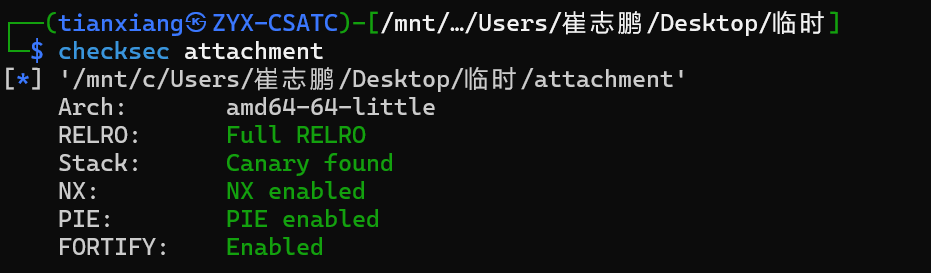 ┌──(tianxiang㉿ZYX-CSATC)-[/mnt/…/Users/崔志鹏/Desktop/临时]
└─$ checksec attachment
[*] '/mnt/c/Users/崔志鹏/Desktop/临时/attachment'
    Arch:       amd64-64-little
    RELRO:      Full RELRO
    Stack:      Canary found
    NX:         NX enabled
    PIE:        PIE enabled
    FORTIFY:    Enabled